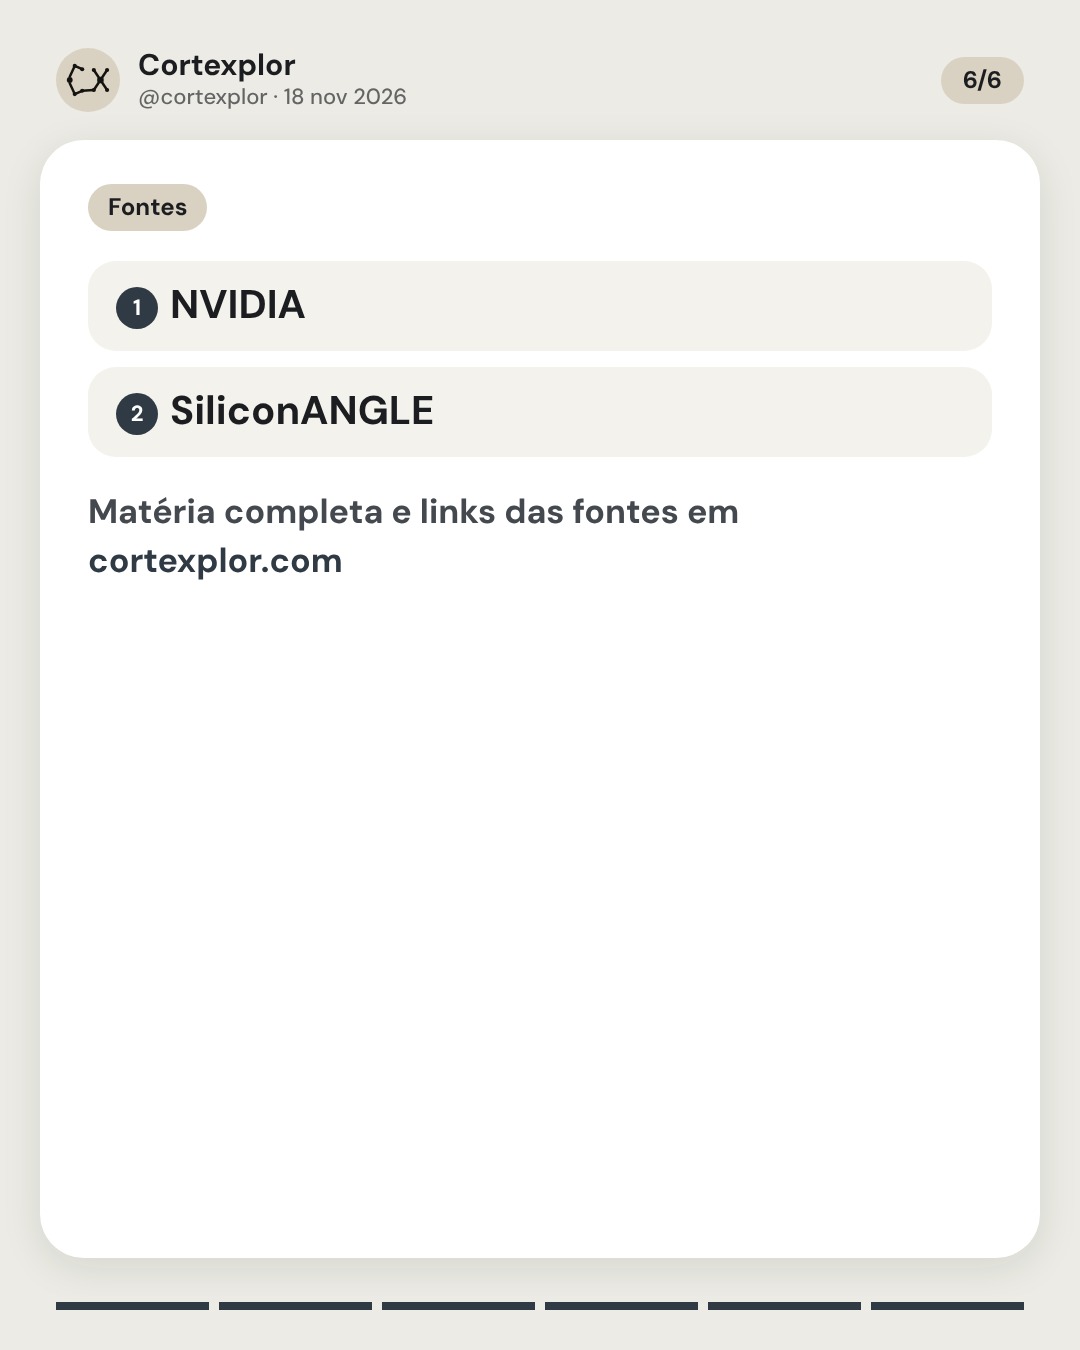 Cortexplor
@cortexplor · 18 nov 2026
6/6
Fontes
1 NVIDIA
2 SiliconANGLE
Matéria completa e links das fontes em
cortexplor.com